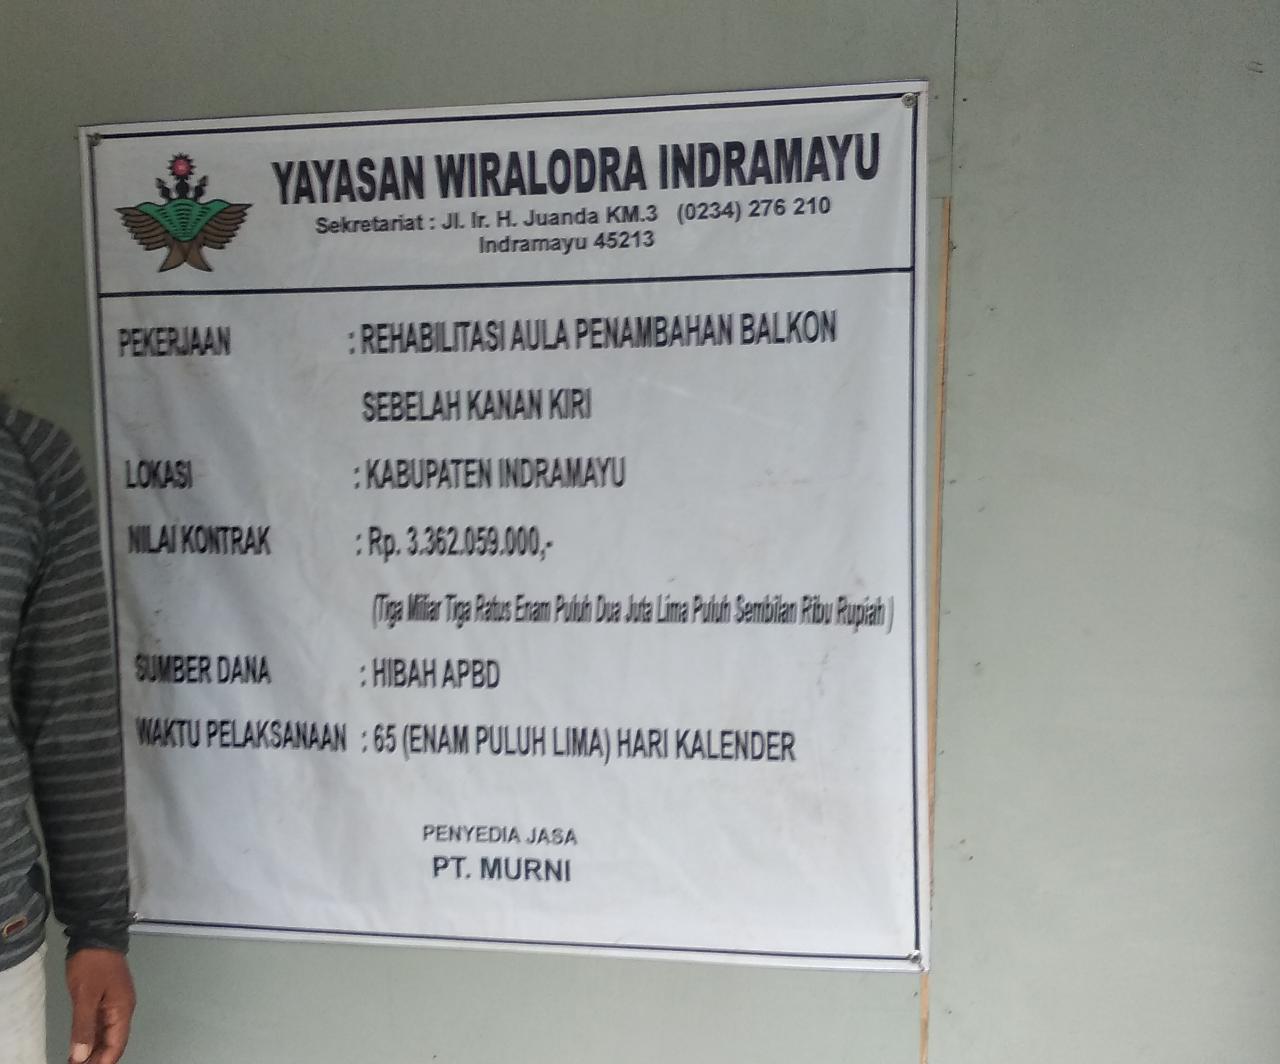 YAYASAN WIRALODRA INDRAMAYU
Sekretariat : Jl. Ir. H. Juanda KM.3 (0234) 276 210
Indramayu 45213
PEKERJAAN : REHABILITASI AULA PENAMBAHAN BALKON
SEBELAH KANAN KIRI
LOKASI : KABUPATEN INDRAMAYU
NILAI KONTRAK : Rp. 3.362.059.000,-
(Tiga Miliar Tiga Ratus Enam Puluh Dua Juta Lima Puluh Sembilan Ribu Rupiah )
SUMBER DANA : HIBAH APBD
WAKTU PELAKSANAAN : 65 (ENAM PULUH LIMA) HARI KALENDER
PENYEDIA JASA
PT. MURNI